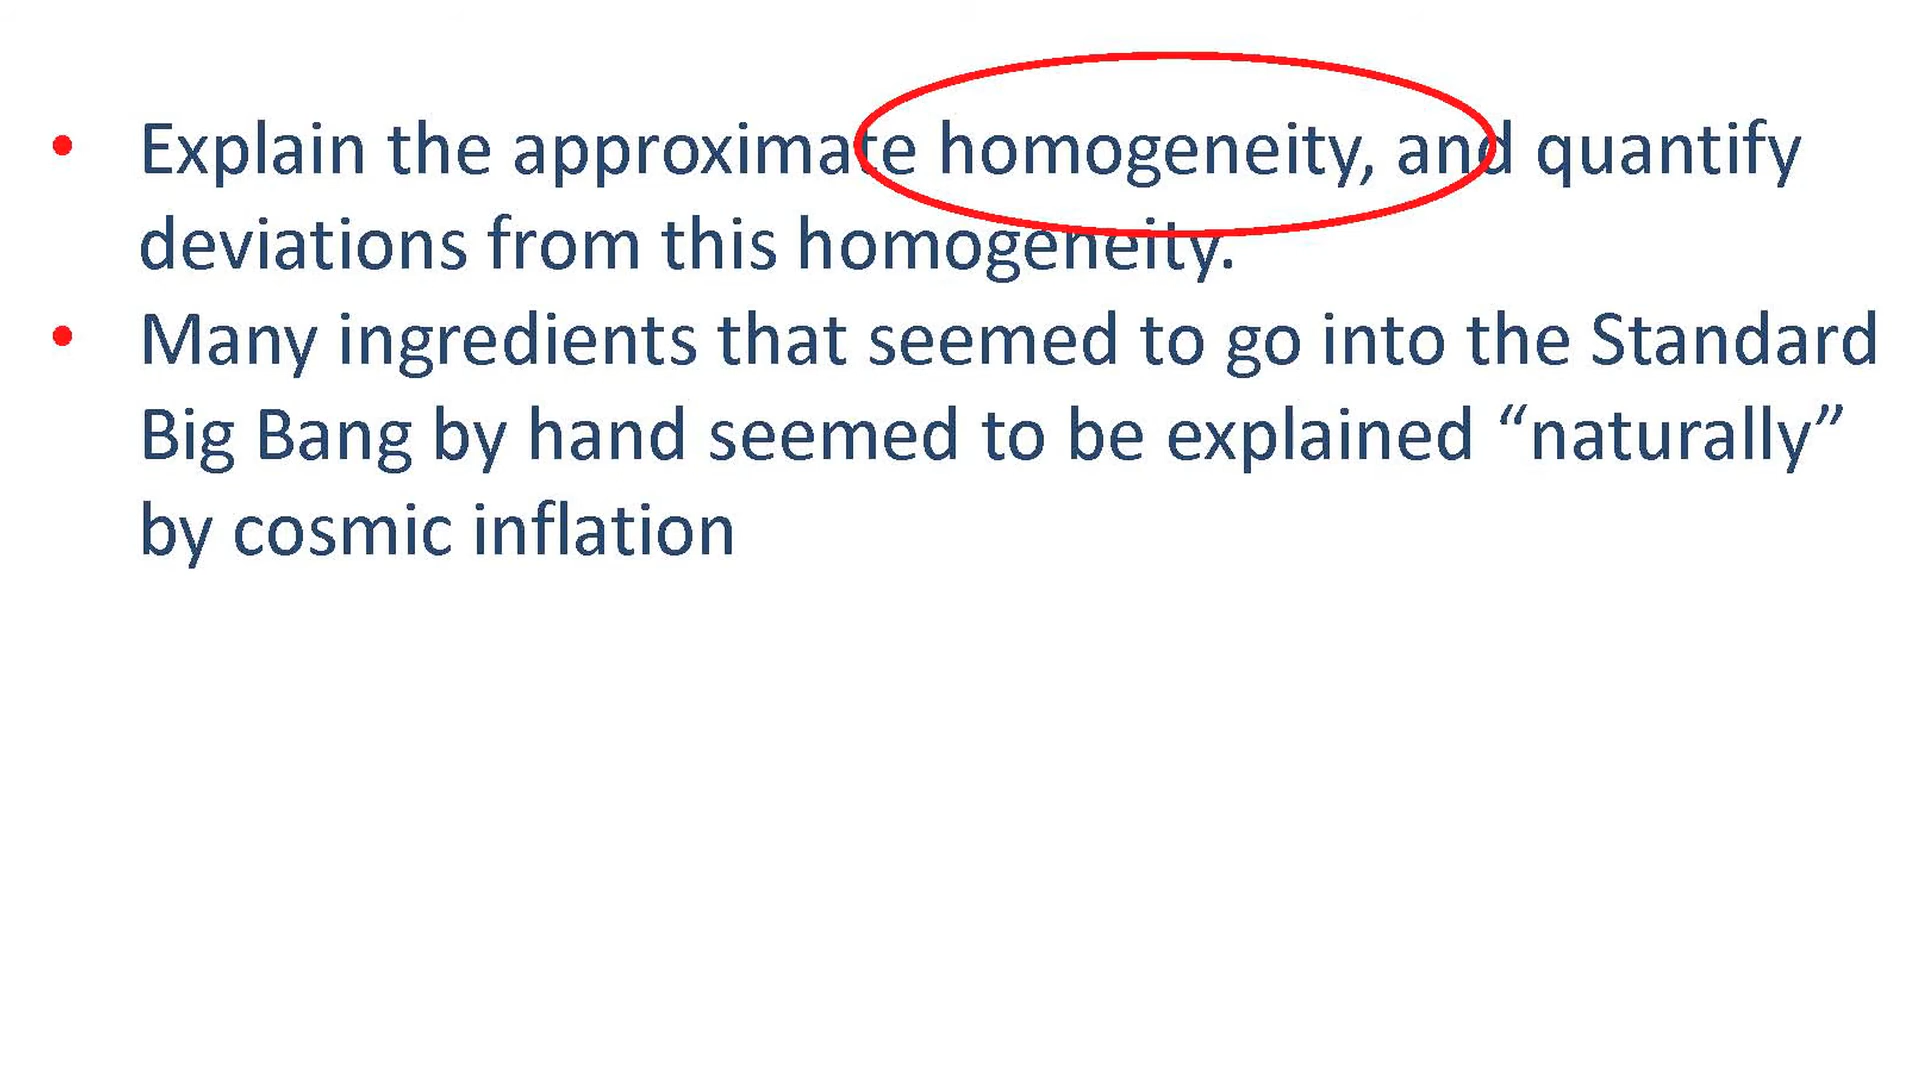 • Explain the approximate homogeneity, and quantify
deviations from this homogeneity.
• Many ingredients that seemed to go into the Standard
Big Bang by hand seemed to be explained “naturally”
by cosmic inflation